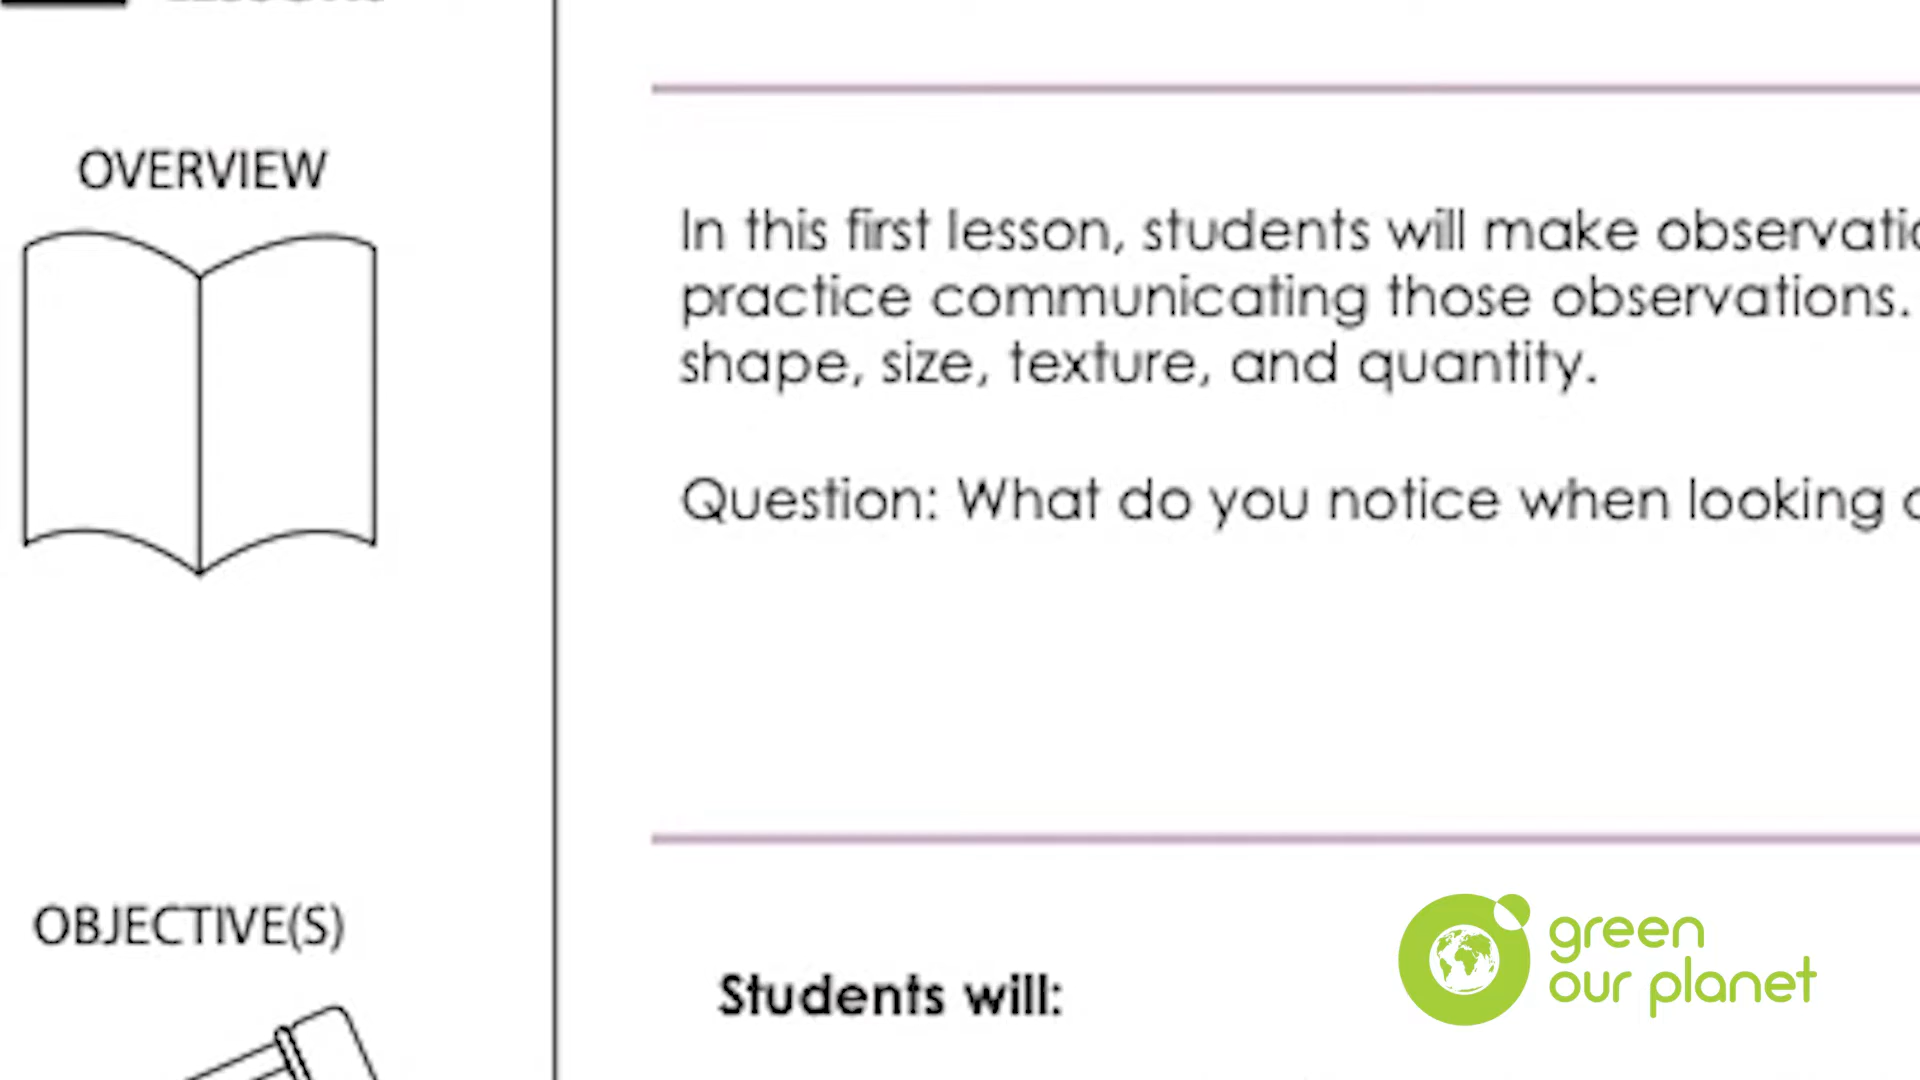 OVERVIEW
In this first lesson, students will make
practice communicating those observations.
shape, size, texture, and quantity.
Question: What do you notice when looking
OBJECTIVE(S)
Students will:
green
our planet